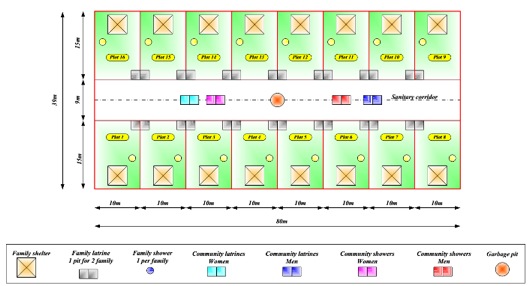 15m
Plot 16
Plot 15
Plot 14
Plot 13
Plot 12
Plot 11
Plot 10
Plot 9
39m
9m
Sanitary corridor
15m
Plot 1
Plot 2
Plot 3
Plot 4
Plot 5
Plot 6
Plot 7
Plot 8
10m
10m
10m
10m
10m
10m
10m
10m
80m
Family shelter
Family latrine
1 pit for 2 family
Family shower
1 per family
Community latrines
Women
Community latrines
Men
Community showers
Women
Community showers
Men
Garbage pit